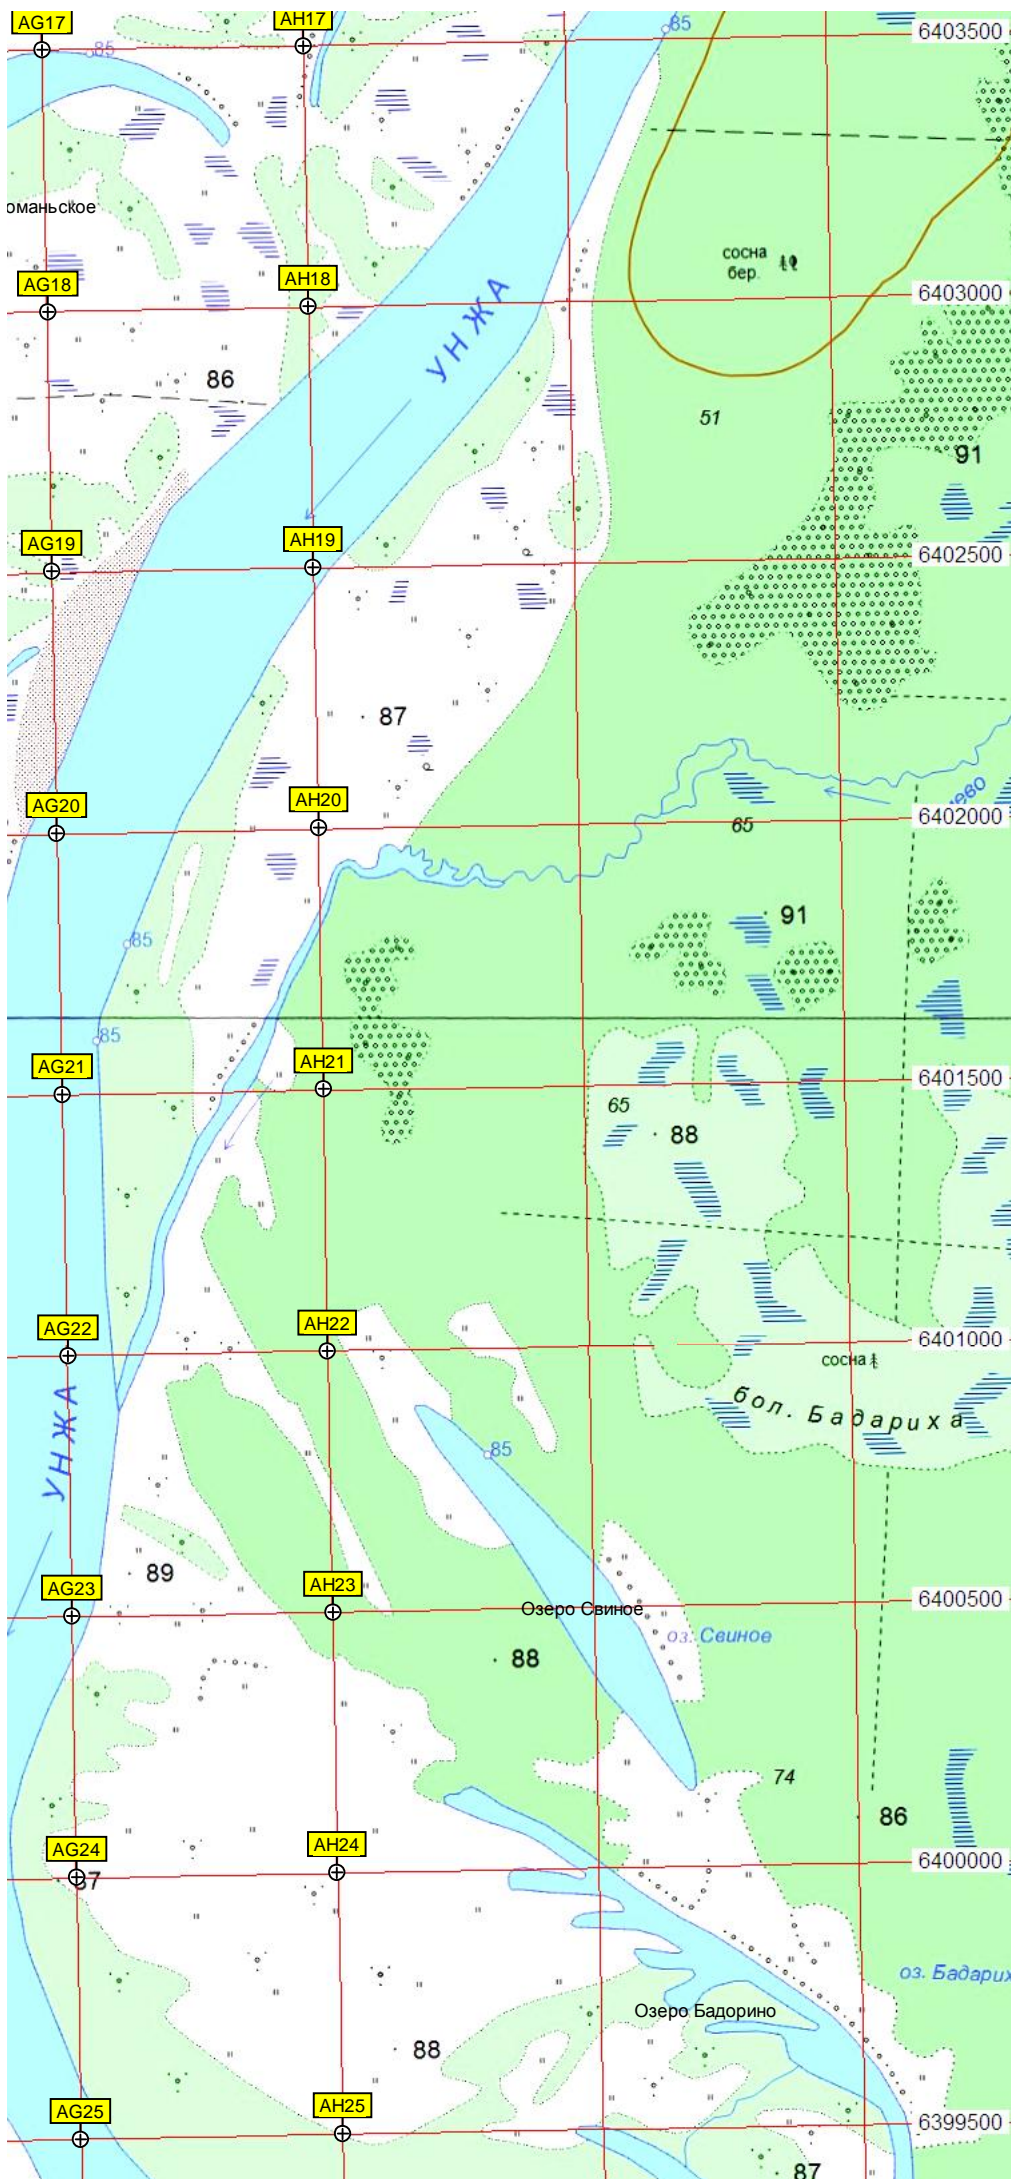 AG17
AH17
85
85
6403500
оманьское
сосна
бер.
AG18
AH18
6403000
УНЖА
86
51
91
AG19
AH19
6402500
87
AG20
AH20
6402000
65
91
85
85
AG21
AH21
6401500
65
88
AG22
AH22
6401000
сосна
бол. Бадариха
УНЖА
85
89
AG23
AH23
6400500
Озеро Свиное
оз. Свиное
88
74
86
AG24
AH24
6400000
87
оз. Бадарих
Озеро Бадорино
88
AG25
AH25
6399500
87